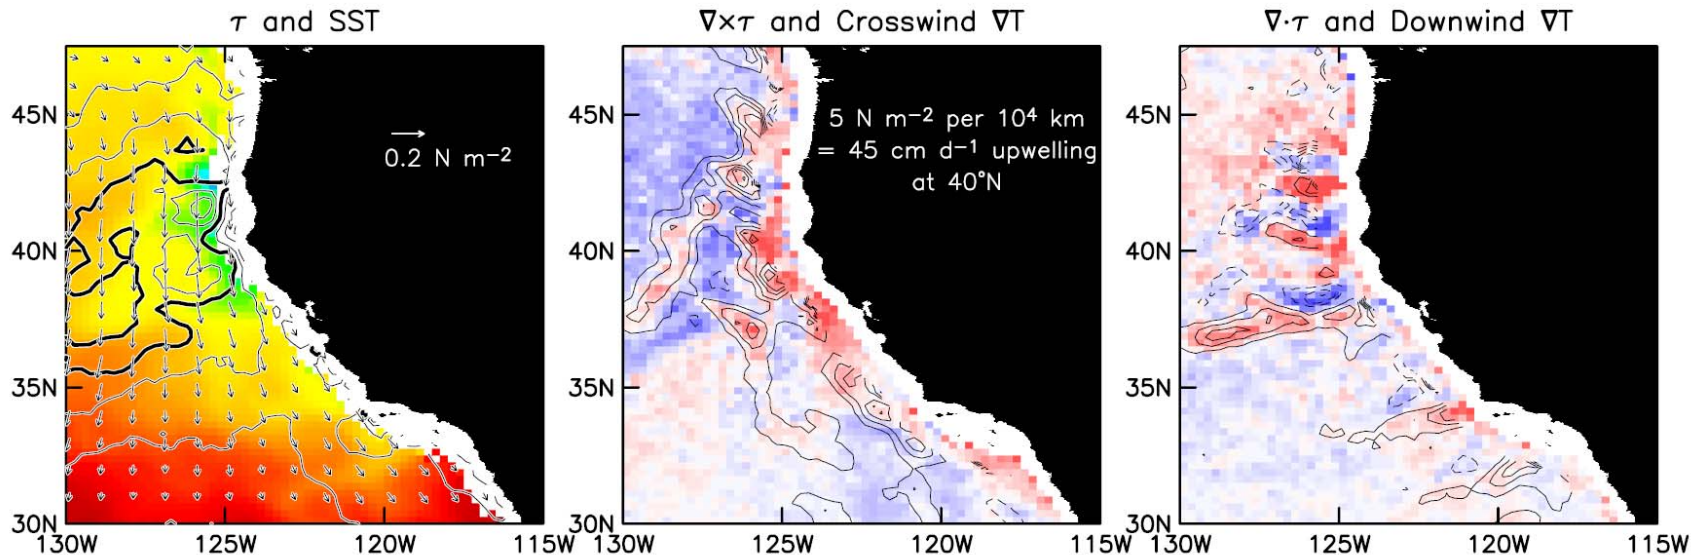 τ and SST
∇×τ and Crosswind ∇T
∇·τ and Downwind ∇T
45N
40N
35N
30N
130W 125W 120W 115W
0.2 N m⁻²
45N
40N
35N
30N
130W 125W 120W 115W
5 N m⁻² per 10⁴ km
= 45 cm d⁻¹ upwelling
at 40°N
45N
40N
35N
30N
130W 125W 120W 115W